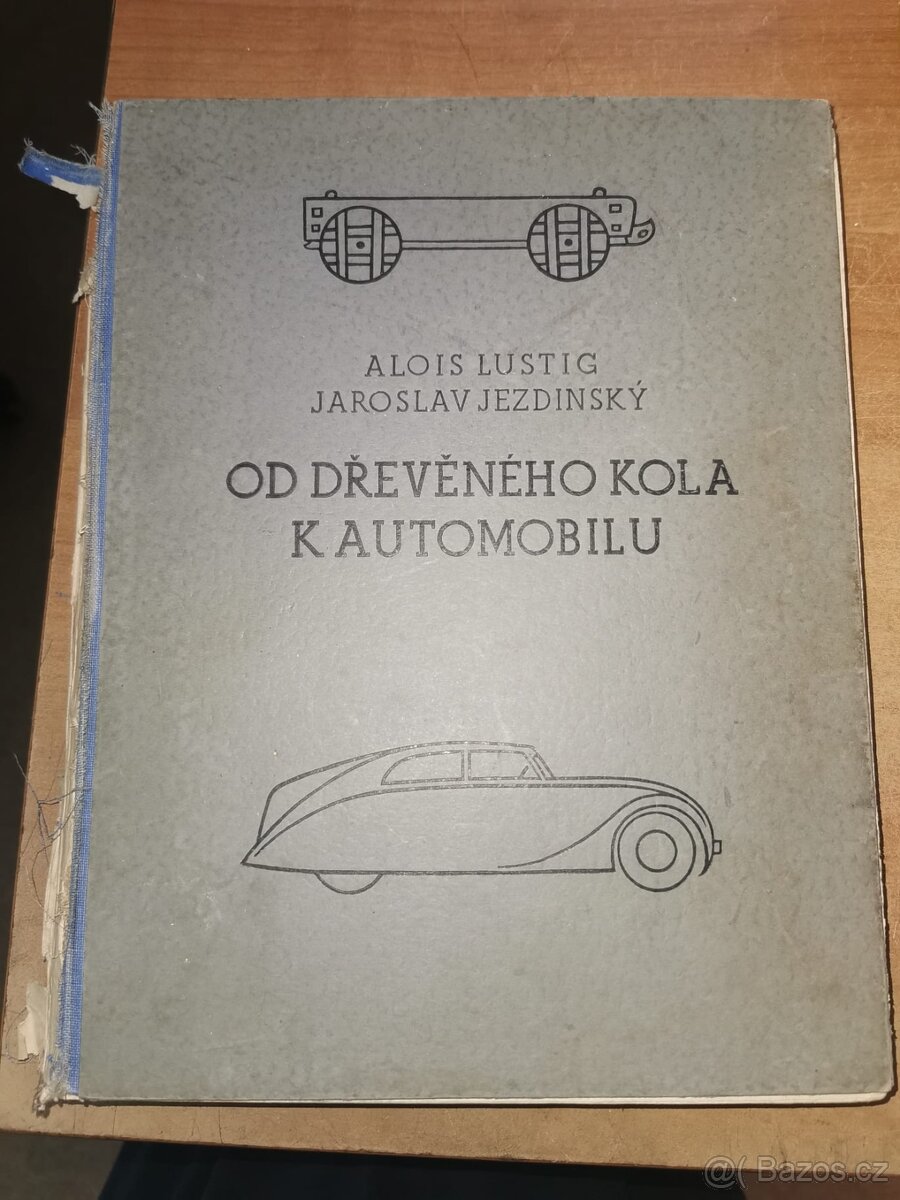 ALOIS LUSTIG
JAROSLAV JEZDINSKÝ
OD DŘEVĚNÉHO KOLA
K AUTOMOBILU
@( Bazos.cz